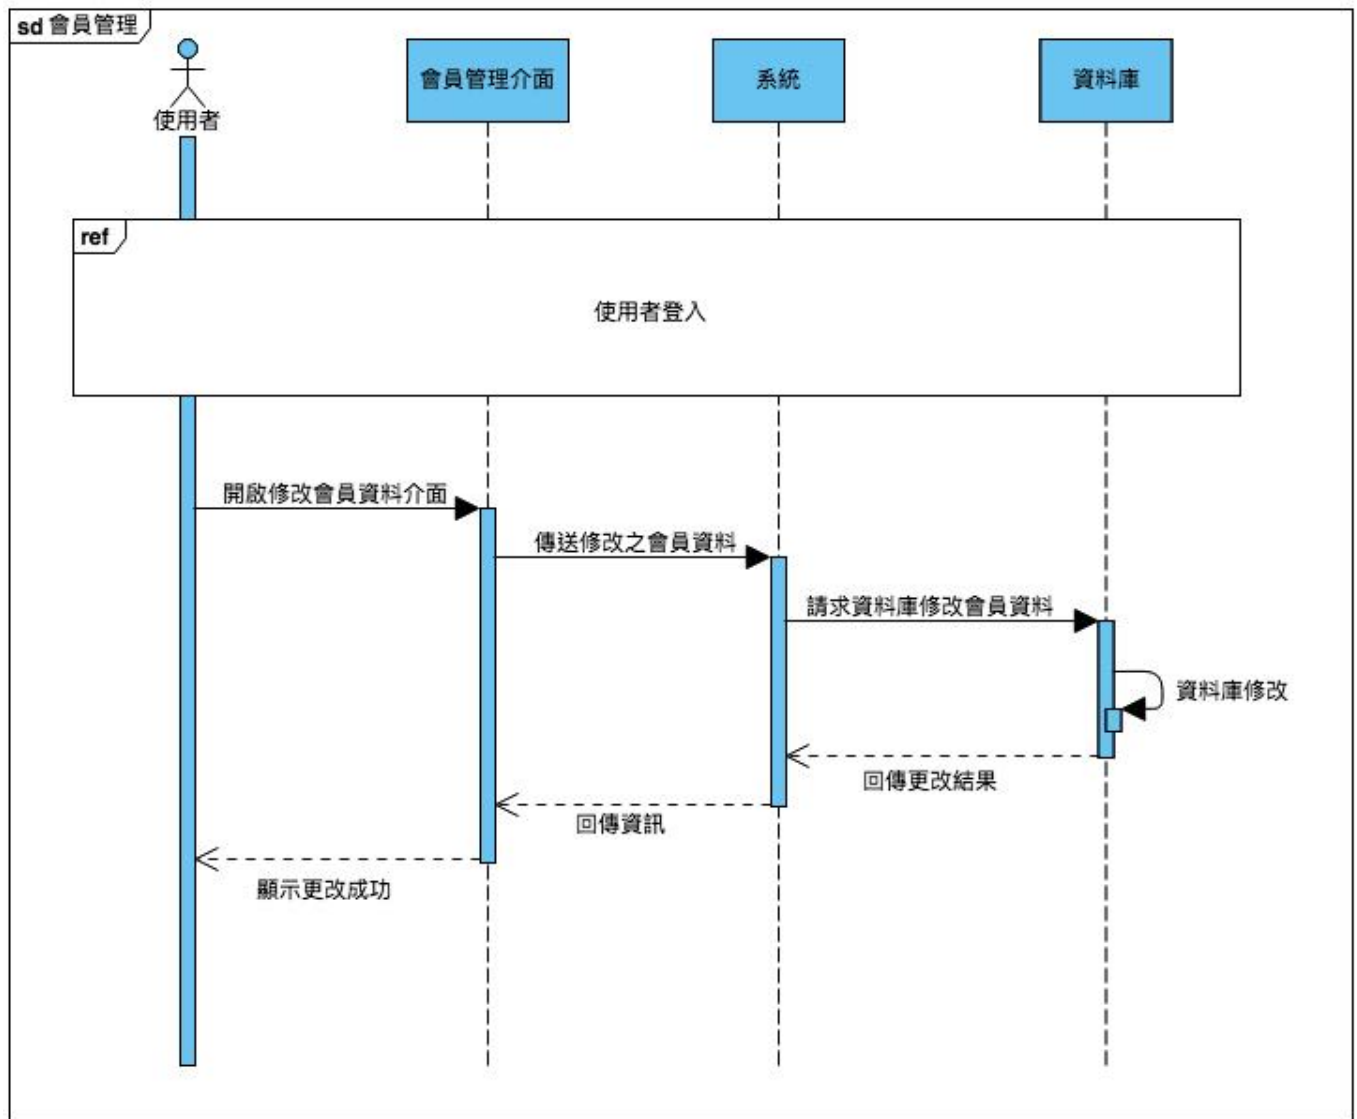 sd 會員管理
使用者
會員管理介面
系統
資料庫
ref
使用者登入
開啟修改會員資料介面
傳送修改之會員資料
請求資料庫修改會員資料
資料庫修改
回傳更改結果
回傳資訊
顯示更改成功